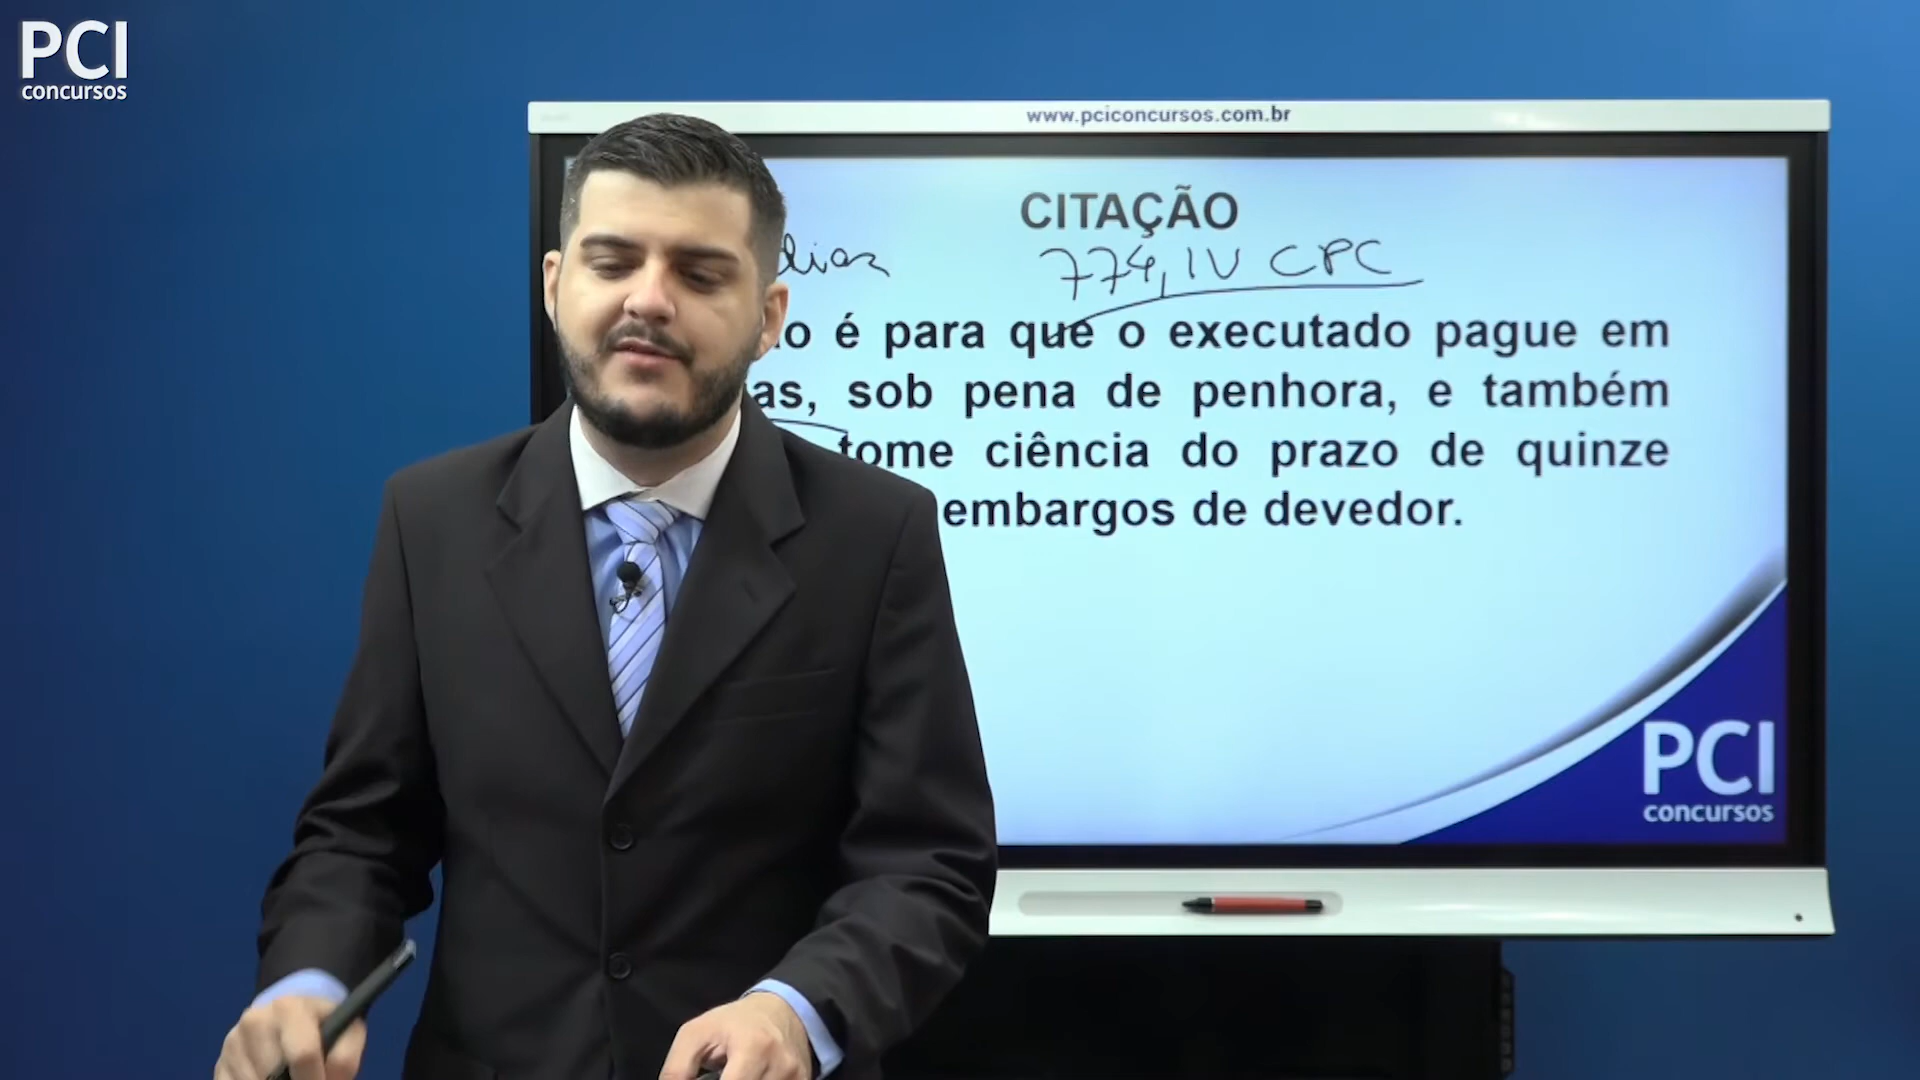 PCI
concursos
www.pciconcursos.com.br
CITAÇÃO
dias 774, IV CPC
é para que o executado pague em
sob pena de penhora, e também
tome ciência do prazo de quinze
embargos de devedor.
PCI
concursos